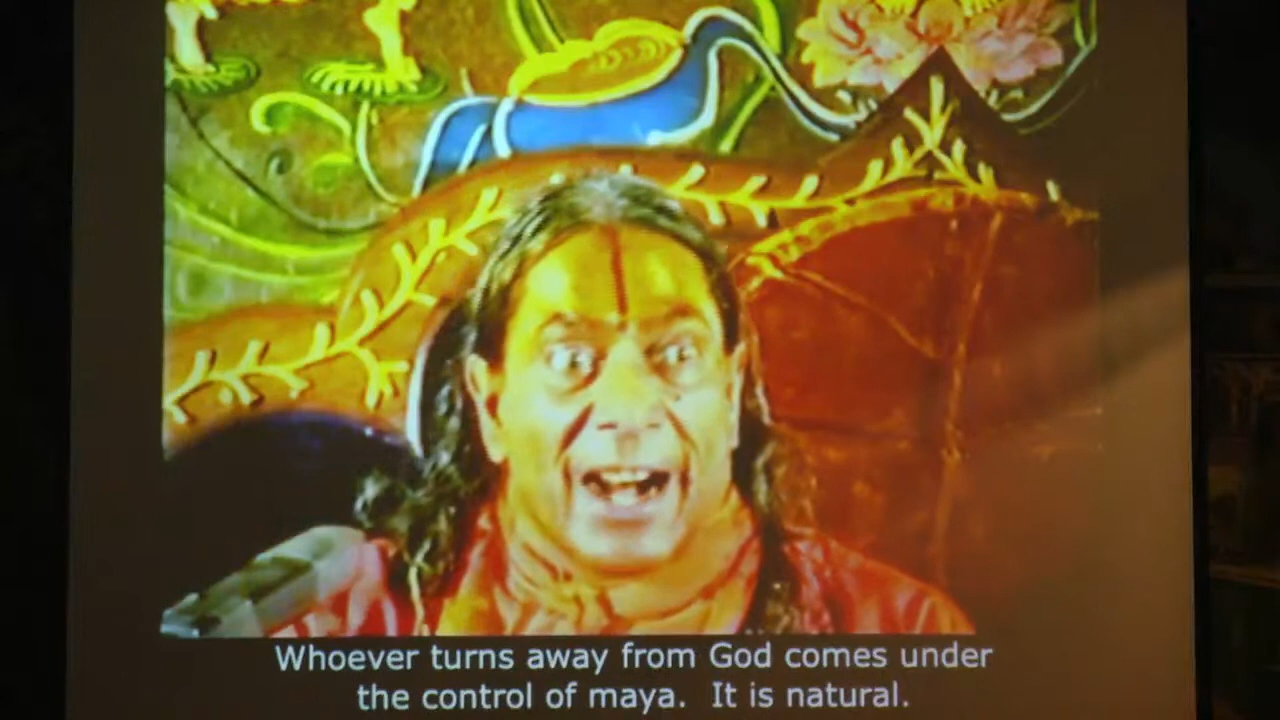 Whoever turns away from God comes under
the control of maya.  It is natural.